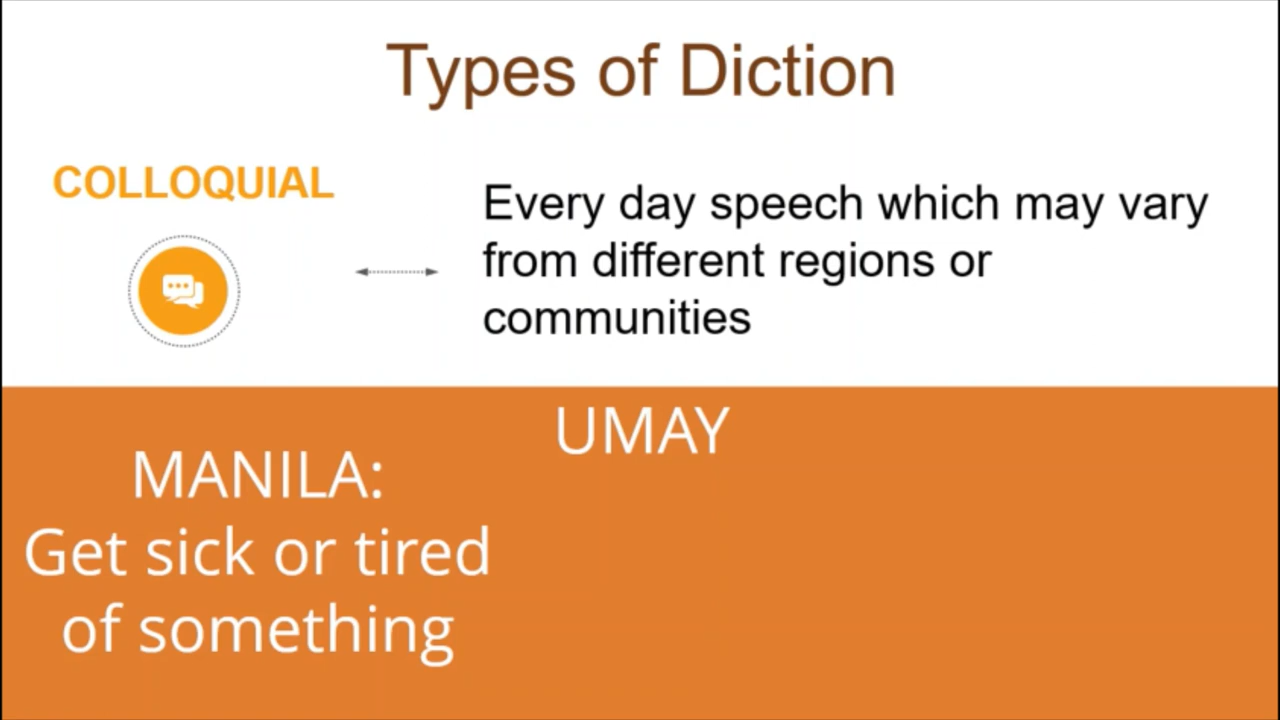 Types of Diction
COLLOQUIAL
Every day speech which may vary
from different regions or
communities
UMAY
MANILA:
Get sick or tired
of something